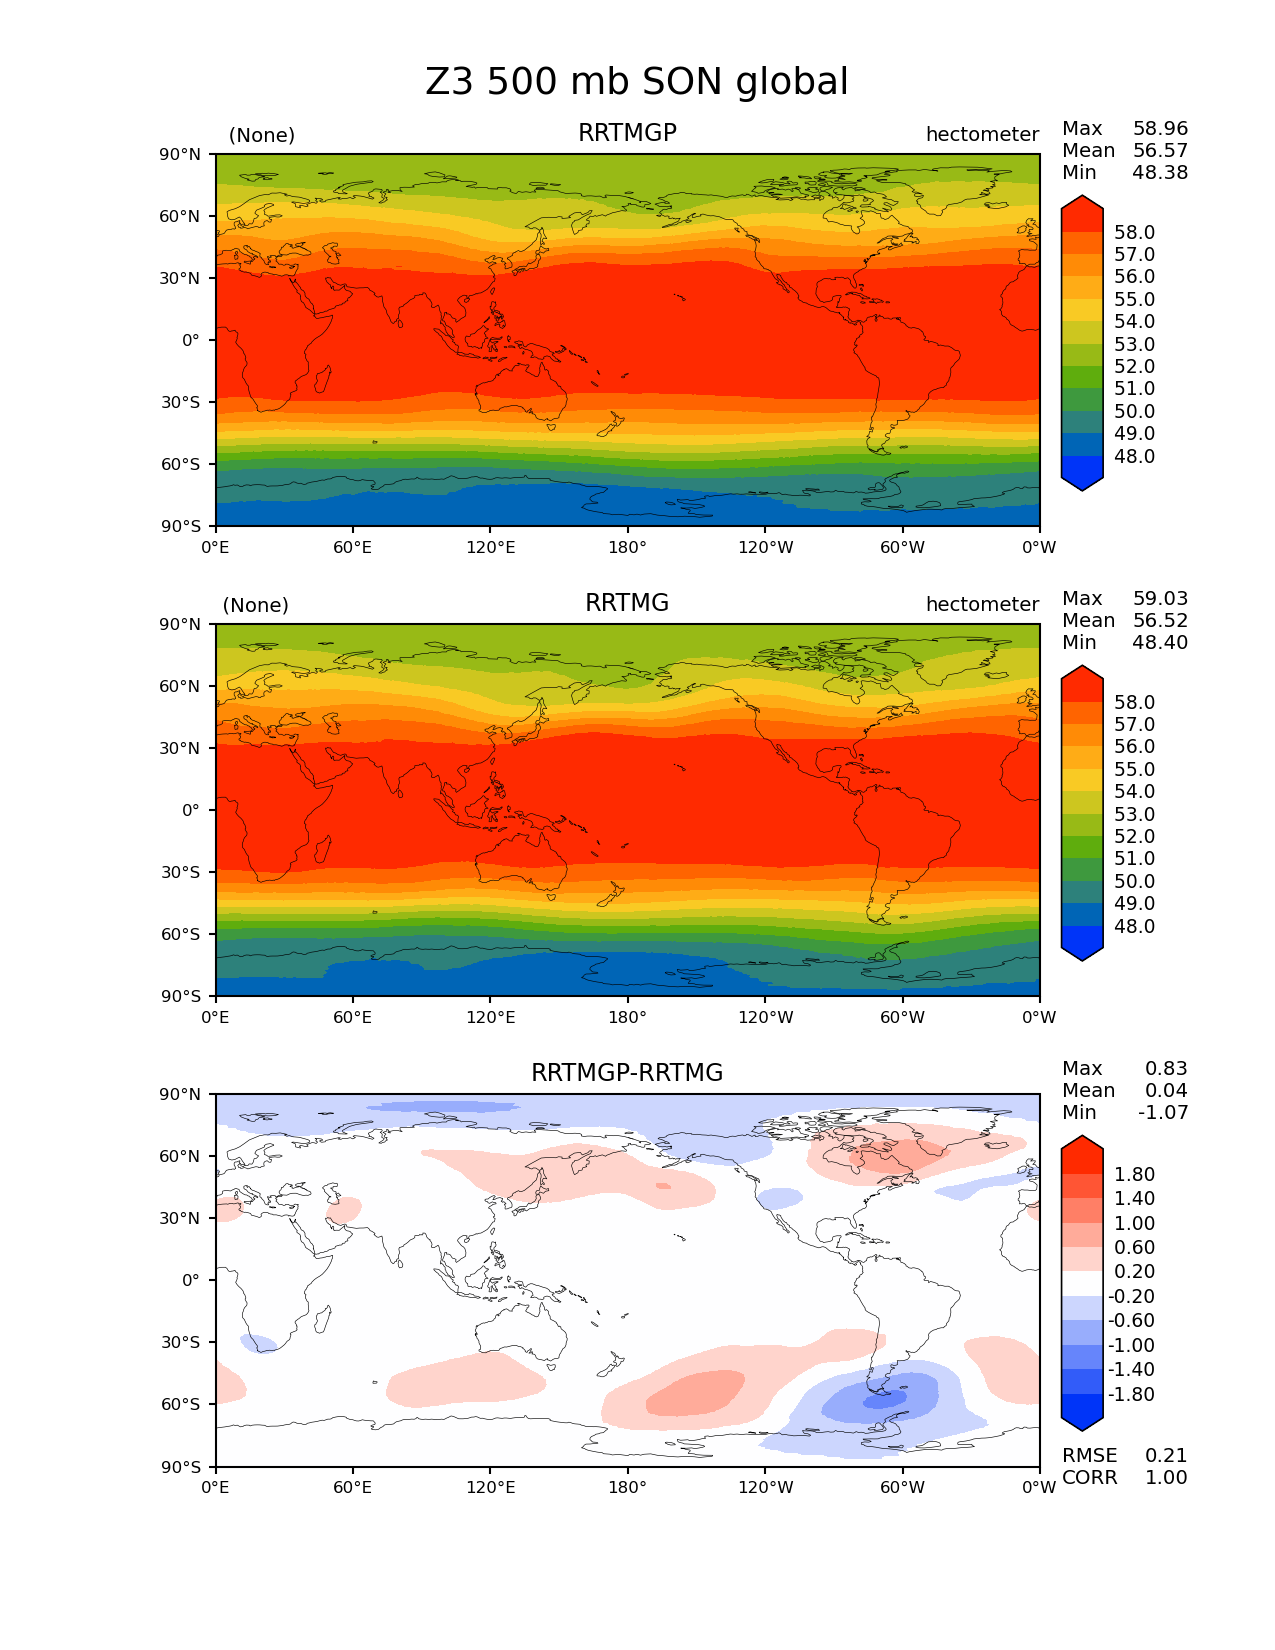 Z3 500 mb SON global
(None) RRTMGP hectometer
Max 58.96
Mean 56.57
Min 48.38
90°N
60°N
30°N
0°
30°S
60°S
90°S
0°E 60°E 120°E 180° 120°W 60°W 0°W
58.0
57.0
56.0
55.0
54.0
53.0
52.0
51.0
50.0
49.0
48.0
(None) RRTMG hectometer
Max 59.03
Mean 56.52
Min 48.40
90°N
60°N
30°N
0°
30°S
60°S
90°S
0°E 60°E 120°E 180° 120°W 60°W 0°W
58.0
57.0
56.0
55.0
54.0
53.0
52.0
51.0
50.0
49.0
48.0
RRTMGP-RRTMG
Max 0.83
Mean 0.04
Min -1.07
90°N
60°N
30°N
0°
30°S
60°S
90°S
0°E 60°E 120°E 180° 120°W 60°W 0°W
1.80
1.40
1.00
0.60
0.20
-0.20
-0.60
-1.00
-1.40
-1.80
RMSE 0.21
CORR 1.00